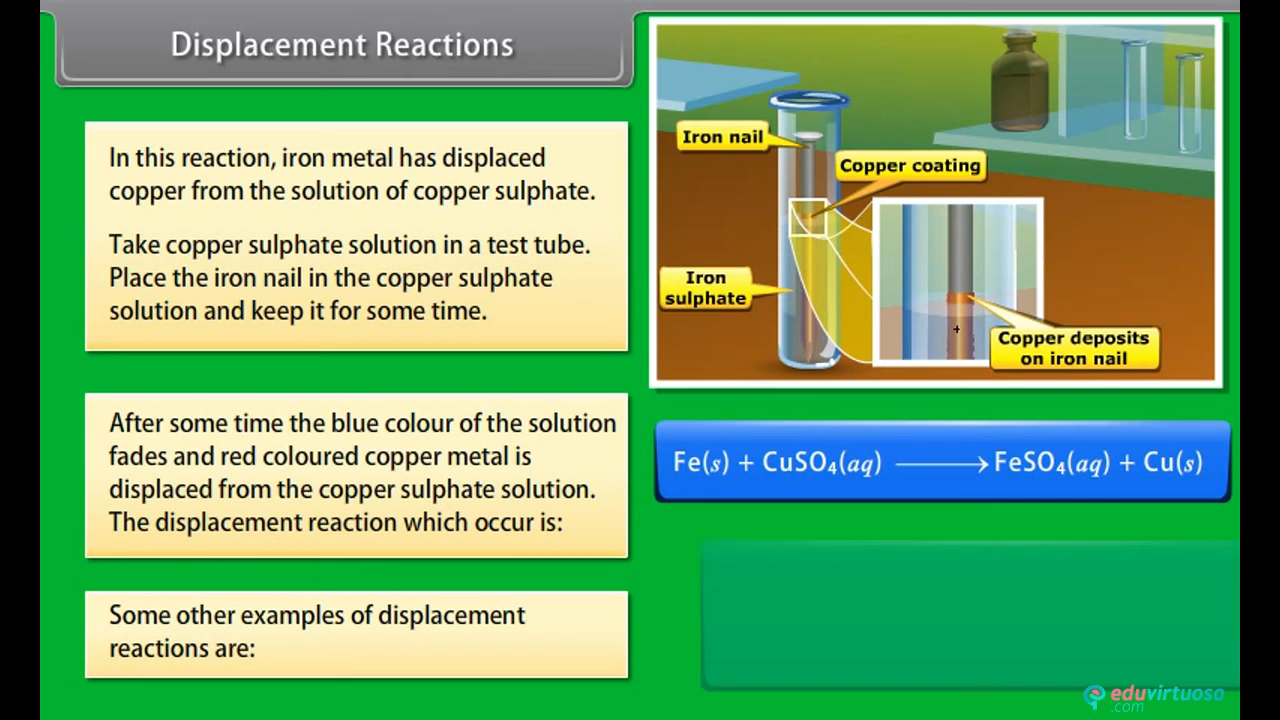 Displacement Reactions
In this reaction, iron metal has displaced
copper from the solution of copper sulphate.
Take copper sulphate solution in a test tube.
Place the iron nail in the copper sulphate
solution and keep it for some time.
After some time the blue colour of the solution
fades and red coloured copper metal is
displaced from the copper sulphate solution.
The displacement reaction which occur is:
Some other examples of displacement
reactions are:
Iron nail
Copper coating
Iron
sulphate
Copper deposits
on iron nail
Fe(s) + CuSO₄(aq) ⟶ FeSO₄(aq) + Cu(s)
eduvirtuoso
.com